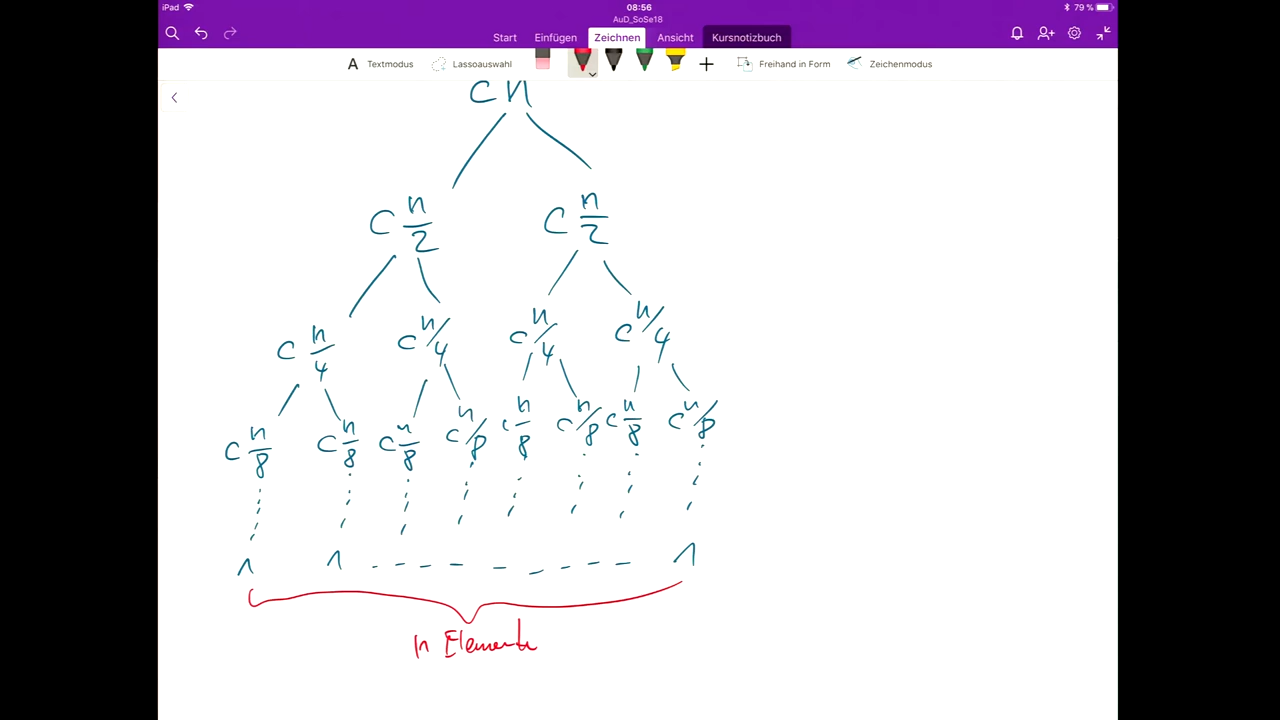 iPad 08:56 79 %
AuD_SoSe18
Start Einfügen Zeichnen Ansicht Kursnotizbuch
A Textmodus Lassoauswahl Freihand in Form Zeichenmodus
c n
c n/2 c n/2
c n/4 c n/4 c n/4 c n/4
c n/8 c n/8 c n/8 c n/8 c n/8 c n/8 c n/8 c n/8
1 1 1
n Elemente